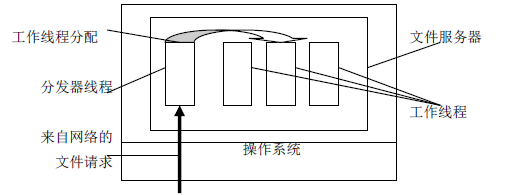 工作线程分配
文件服务器
分发器线程
工作线程
来自网络的
文件请求
操作系统